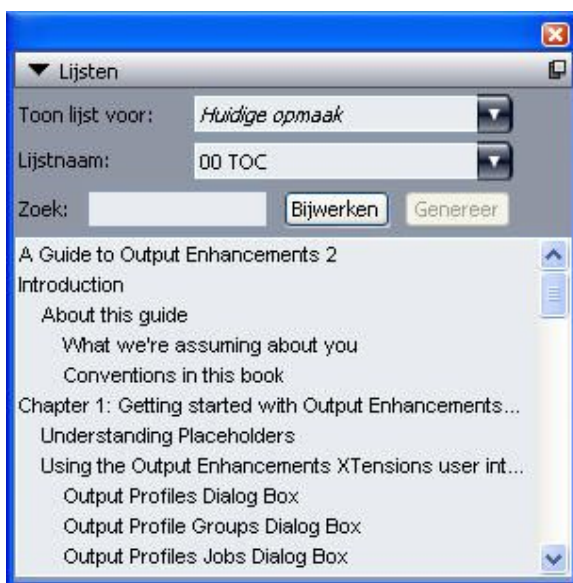 Lijsten
Toon lijst voor: Huidige opmaak
Lijstnaam: 00 TOC
Zoek: Bijwerken Genereer
A Guide to Output Enhancements 2
Introduction
About this guide
What we're assuming about you
Conventions in this book
Chapter 1: Getting started with Output Enhancements...
Understanding Placeholders
Using the Output Enhancements XTensions user int...
Output Profiles Dialog Box
Output Profile Groups Dialog Box
Output Profiles Jobs Dialog Box